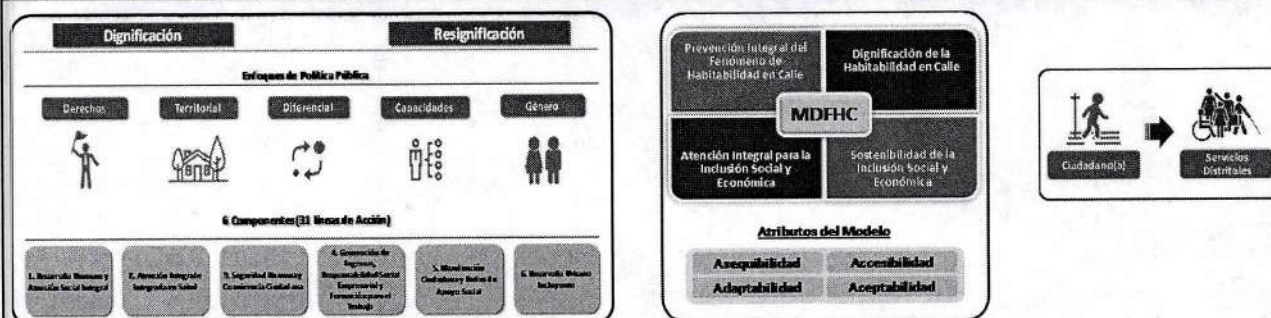 Dignificación
Resignificación
Enfoques de Política Pública
Derechos
Territorial
Diferencial
Capacidades
Género
6 Componentes (31 líneas de Acción)
1. Desarrollo Humano y
Atención Social Integral
2. Atención Integral e
Integrada en Salud
3. Seguridad Humana y
Convivencia Ciudadana
4. Generación de
Ingresos,
Responsabilidad Social
Empresarial y
Formación para el
Trabajo
5. Movilización
Ciudadana y Redes de
Apoyo Social
6. Desarrollo Urbano
Incluyente
Prevención Integral del
Fenómeno de
Habitabilidad en Calle
Dignificación de la
Habitabilidad en Calle
MDFHC
Atención Integral para la
Inclusión Social y
Económica
Sostenibilidad de la
Inclusión Social y
Económica
Atributos del Modelo
Asequibilidad
Accesibilidad
Adaptabilidad
Aceptabilidad
Ciudadano(a)
Servicios
Distritales